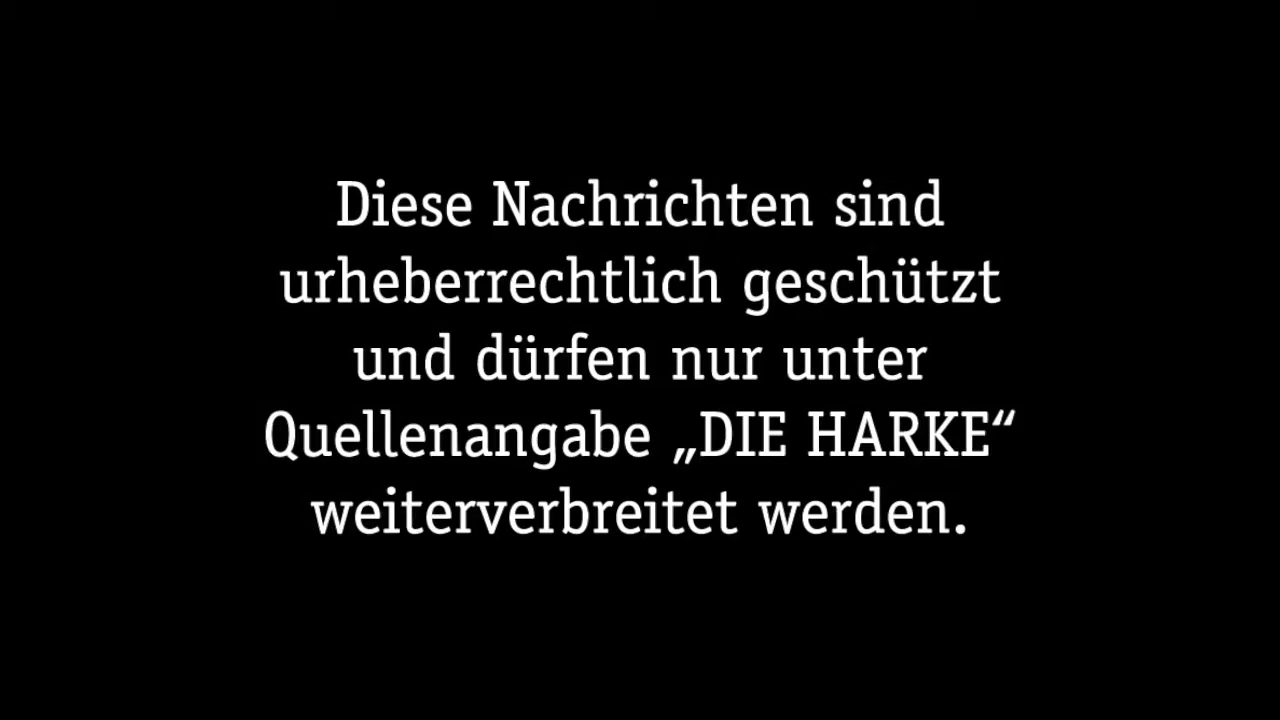 Diese Nachrichten sind
urheberrechtlich geschützt
und dürfen nur unter
Quellenangabe „DIE HARKE“
weiterverbreitet werden.